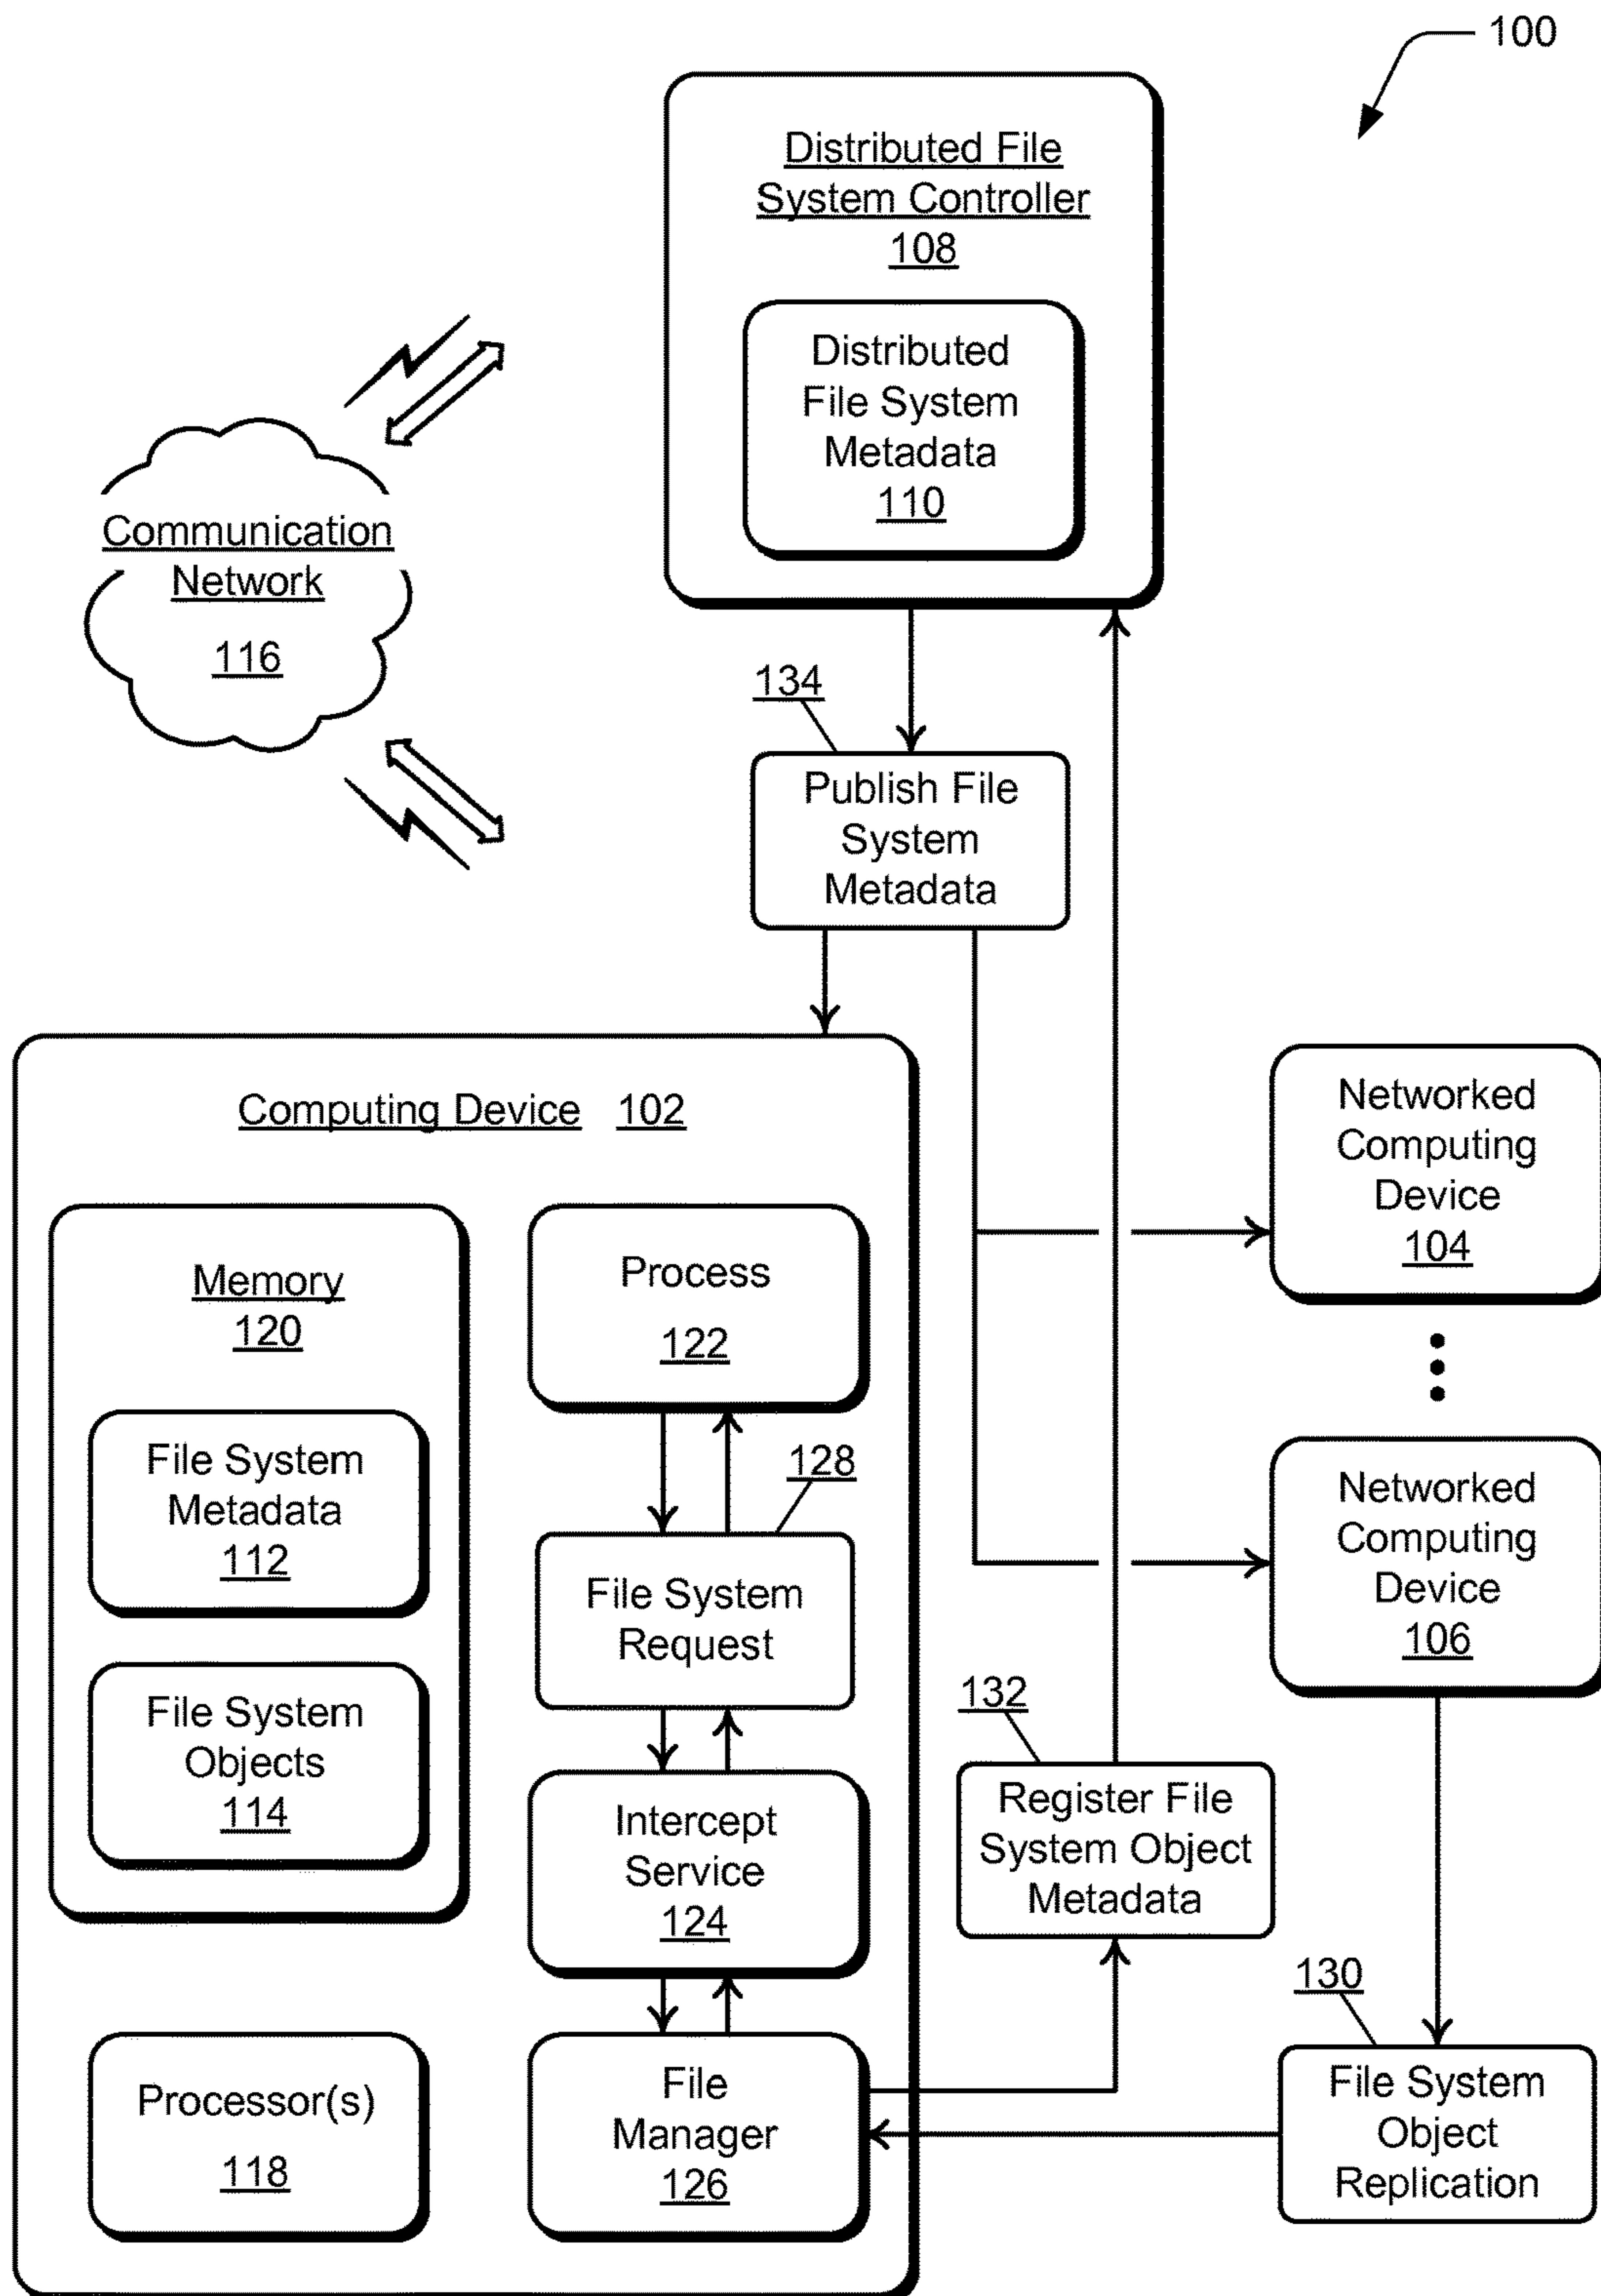 100
Distributed File
System Controller
108
Distributed
File System
Metadata
110
Communication
Network
116
134
Publish File
System
Metadata
Computing Device 102
Memory
120
File System
Metadata
112
File System
Objects
114
Processor(s)
118
Process
122
128
File System
Request
Intercept
Service
124
File
Manager
126
Networked
Computing
Device
104
Networked
Computing
Device
106
132
Register File
System Object
Metadata
130
File System
Object
Replication